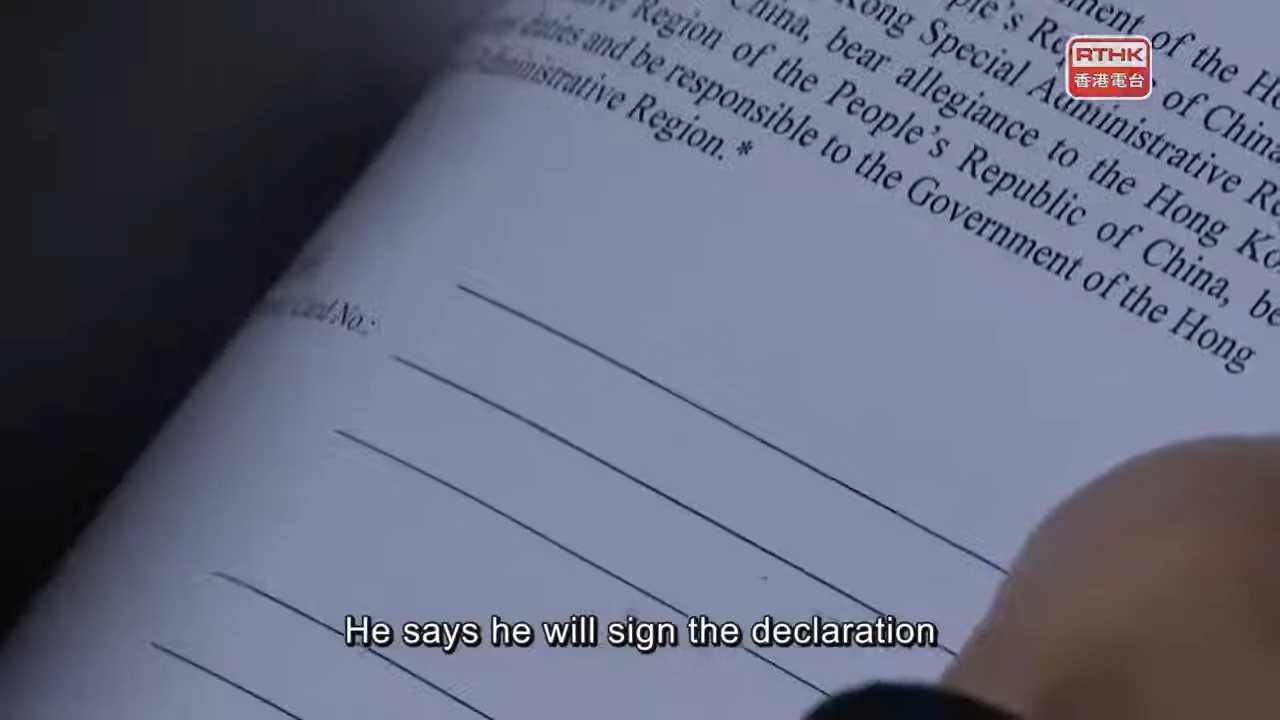 RTHK
香港電台
ment of the Ho
ple's Re of China
Kong Special Administrative Re
China, bear allegiance to the Hong Ko
Region of the People's Republic of China, be
duties and be responsible to the Government of the Hong
Administrative Region. *
Card No.:
He says he will sign the declaration